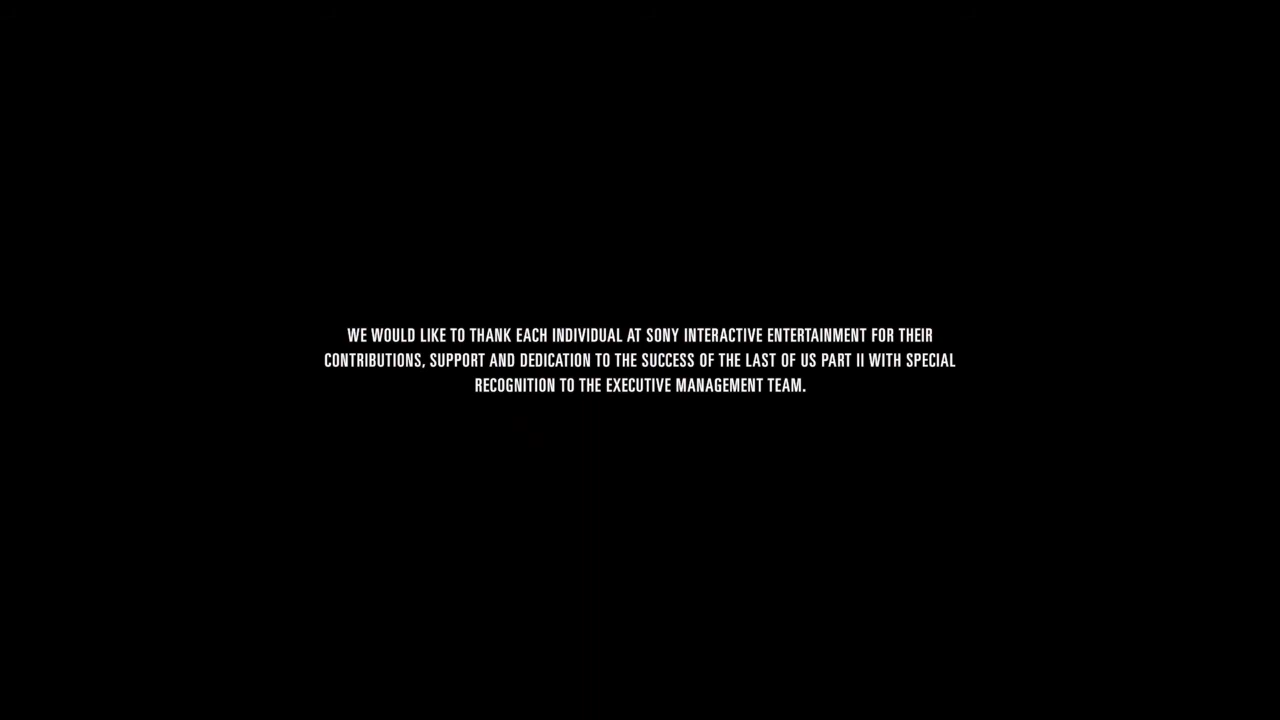 WE WOULD LIKE TO THANK EACH INDIVIDUAL AT SONY INTERACTIVE ENTERTAINMENT FOR THEIR
CONTRIBUTIONS, SUPPORT AND DEDICATION TO THE SUCCESS OF THE LAST OF US PART II WITH SPECIAL
RECOGNITION TO THE EXECUTIVE MANAGEMENT TEAM.